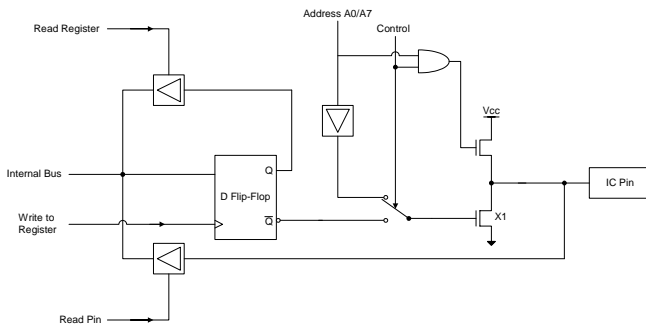 Address A0/A7
Control
Read Register
Vcc
Internal Bus
Q
D Flip-Flop
IC Pin
Write to
Register
Q
X1
Read Pin